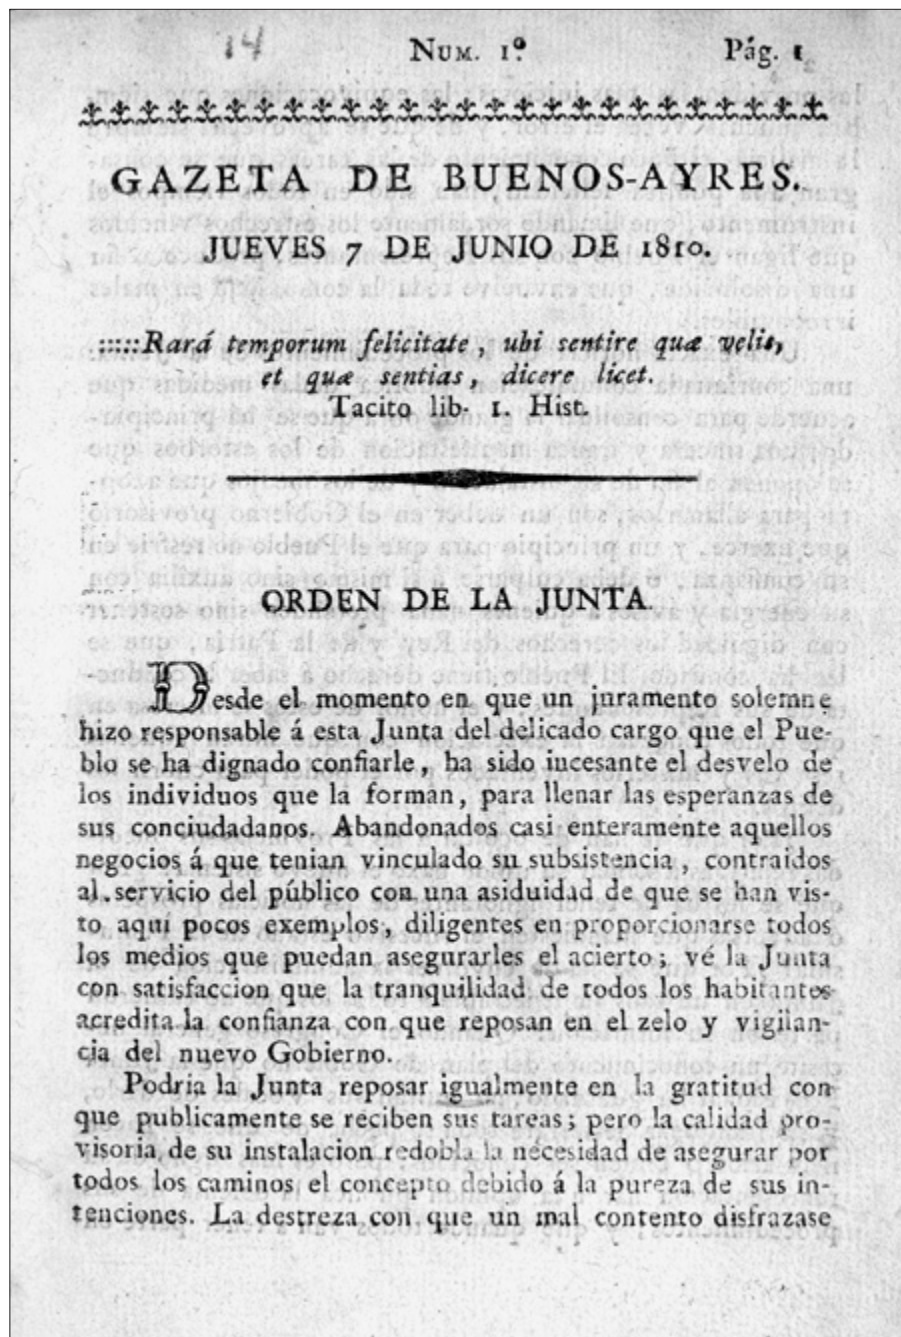 14
NUM. 1º.
Pág. 1
GAZETA DE BUENOS-AYRES.
JUEVES 7 DE JUNIO DE 1810.
:::::Rará temporum felicitate, ubi sentire quæ velis,
et quæ sentias, dicere licet.
Tacito lib. 1. Hist.
ORDEN DE LA JUNTA
Desde el momento en que un juramento solemne
hizo responsable á esta Junta del delicado cargo que el Pue-
blo se ha dignado confiarle, ha sido incesante el desvelo de
los individuos que la forman, para llenar las esperanzas de
sus conciudadanos. Abandonados casi enteramente aquellos
negocios á que tenian vinculado su subsistencia, contraidos
al servicio del público con una asiduidad de que se han vis-
to aquí pocos exemplos, diligentes en proporcionarse todos
los medios que puedan asegurarles el acierto; vé la Junta
con satisfaccion que la tranquilidad de todos los habitantes
acredita la confianza con que reposan en el zelo y vigilan-
cia del nuevo Gobierno.
Podria la Junta reposar igualmente en la gratitud con
que publicamente se reciben sus tareas; pero la calidad pro-
visoria de su instalacion redobla la necesidad de asegurar por
todos los caminos el concepto debido á la pureza de sus in-
tenciones. La destreza con que un mal contento disfrazase